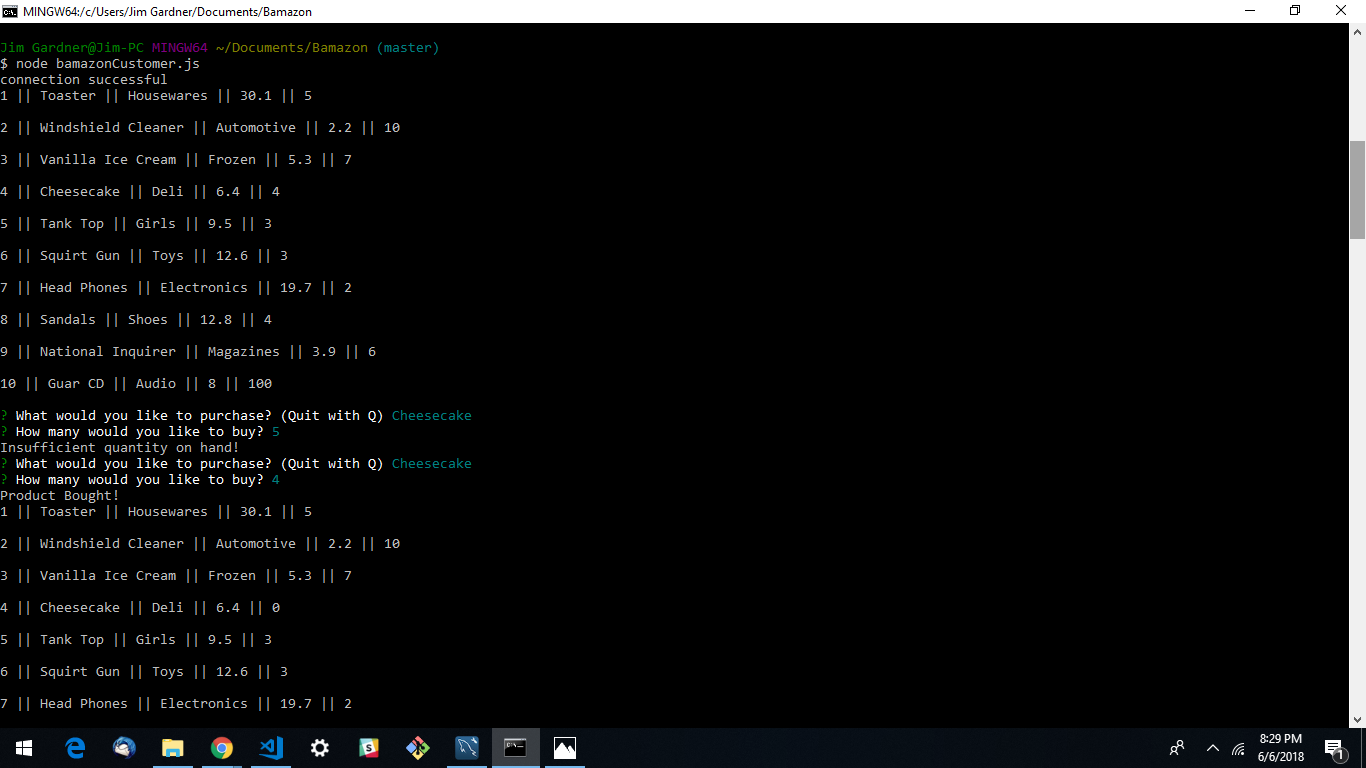 MINGW64:/c/Users/Jim Gardner/Documents/Bamazon
Jim Gardner@Jim-PC MINGW64 ~/Documents/Bamazon (master)
$ node bamazonCustomer.js
connection successful
1 || Toaster || Housewares || 30.1 || 5
2 || Windshield Cleaner || Automotive || 2.2 || 10
3 || Vanilla Ice Cream || Frozen || 5.3 || 7
4 || Cheesecake || Deli || 6.4 || 4
5 || Tank Top || Girls || 9.5 || 3
6 || Squirt Gun || Toys || 12.6 || 3
7 || Head Phones || Electronics || 19.7 || 2
8 || Sandals || Shoes || 12.8 || 4
9 || National Inquirer || Magazines || 3.9 || 6
10 || Guar CD || Audio || 8 || 100
? What would you like to purchase? (Quit with Q) Cheesecake
? How many would you like to buy? 5
Insufficient quantity on hand!
? What would you like to purchase? (Quit with Q) Cheesecake
? How many would you like to buy? 4
Product Bought!
1 || Toaster || Housewares || 30.1 || 5
2 || Windshield Cleaner || Automotive || 2.2 || 10
3 || Vanilla Ice Cream || Frozen || 5.3 || 7
4 || Cheesecake || Deli || 6.4 || 0
5 || Tank Top || Girls || 9.5 || 3
6 || Squirt Gun || Toys || 12.6 || 3
7 || Head Phones || Electronics || 19.7 || 2
8:29 PM
6/6/2018
1